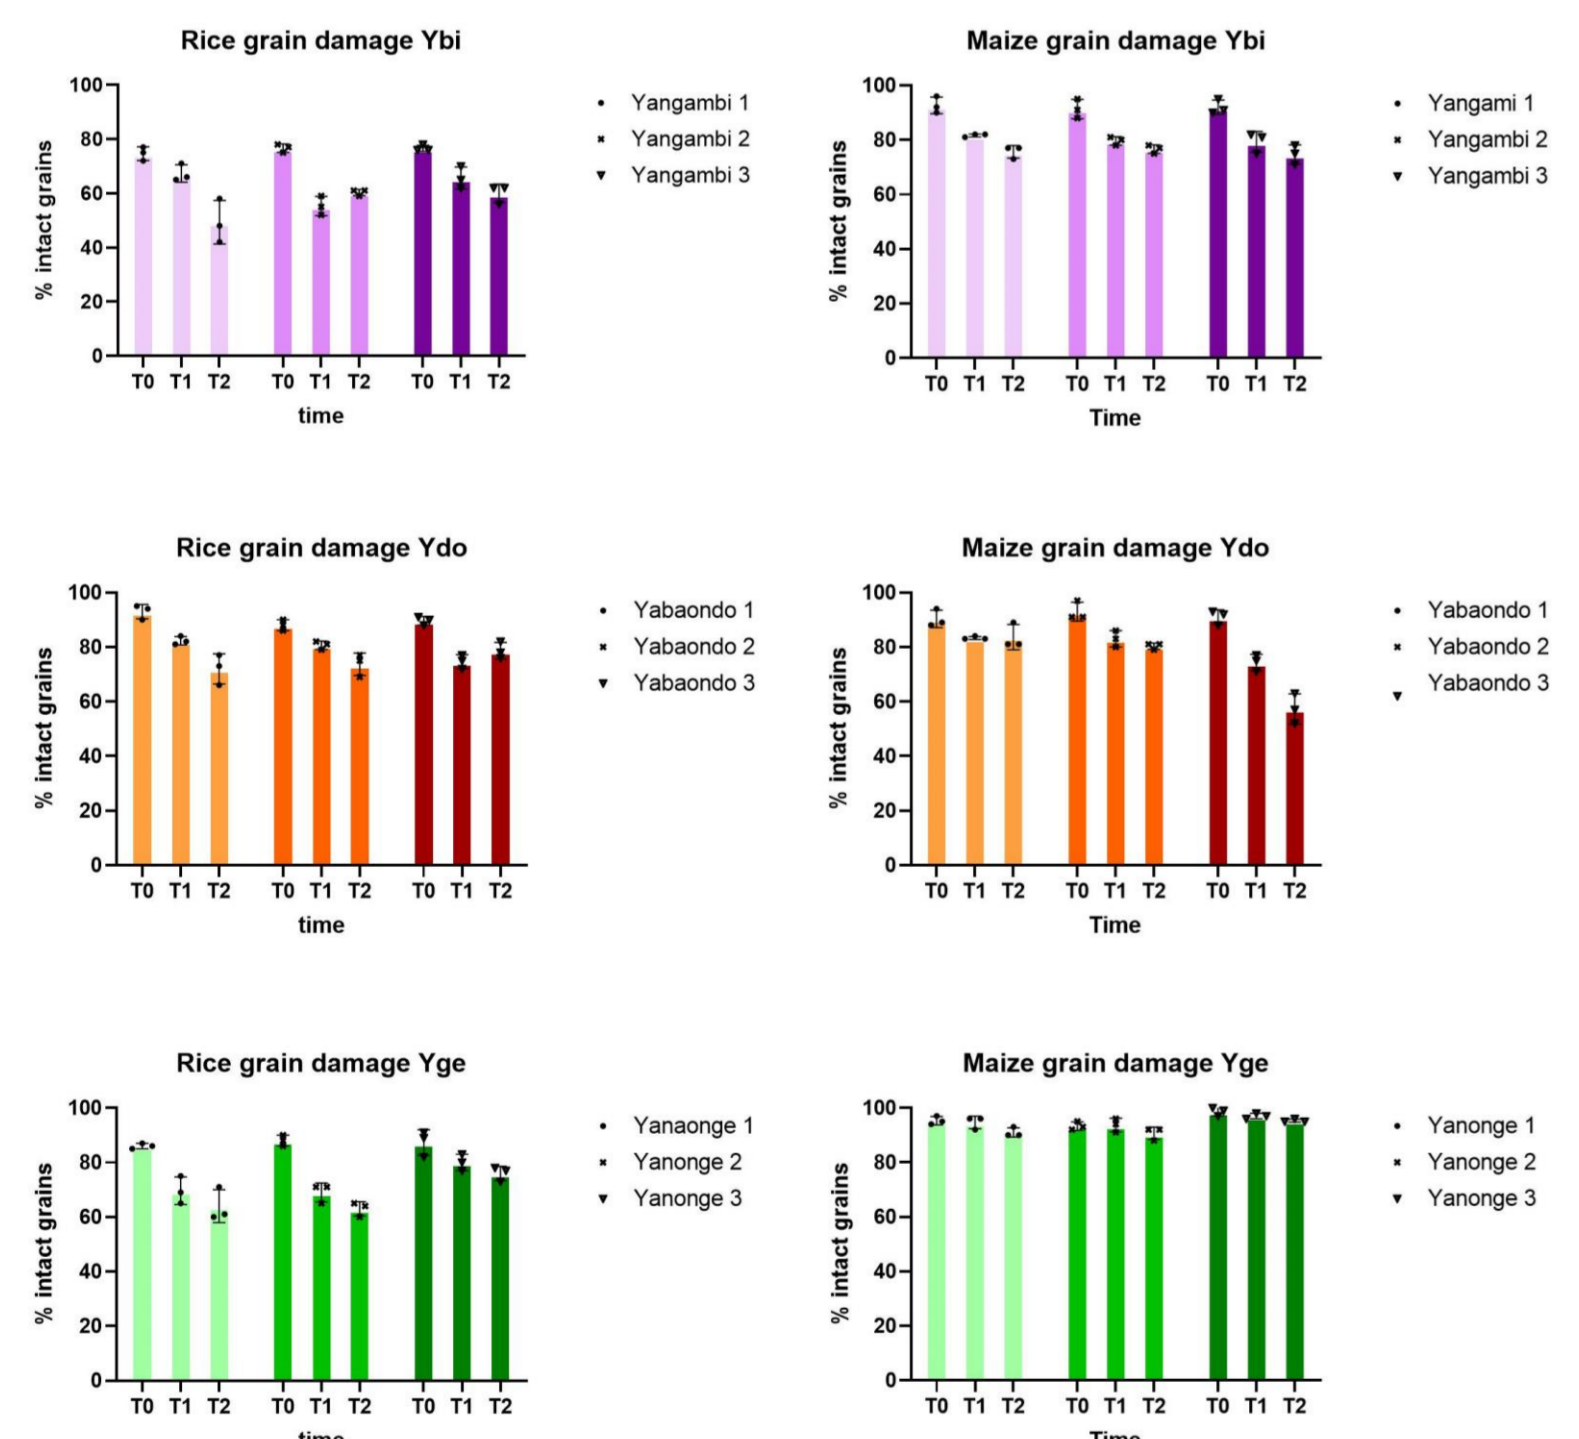 Rice grain damage Ybi
% intact grains
100
80
60
40
20
0
T0 T1 T2 T0 T1 T2 T0 T1 T2
time
Yangambi 1
Yangambi 2
Yangambi 3
Maize grain damage Ybi
% intact grains
100
80
60
40
20
0
T0 T1 T2 T0 T1 T2 T0 T1 T2
Time
Yangami 1
Yangambi 2
Yangambi 3
Rice grain damage Ydo
% intact grains
100
80
60
40
20
0
T0 T1 T2 T0 T1 T2 T0 T1 T2
time
Yabaondo 1
Yabaondo 2
Yabaondo 3
Maize grain damage Ydo
% intact grains
100
80
60
40
20
0
T0 T1 T2 T0 T1 T2 T0 T1 T2
Time
Yabaondo 1
Yabaondo 2
Yabaondo 3
Rice grain damage Yge
% intact grains
100
80
60
40
20
0
T0 T1 T2 T0 T1 T2 T0 T1 T2
time
Yanaonge 1
Yanonge 2
Yanonge 3
Maize grain damage Yge
% intact grains
100
80
60
40
20
0
T0 T1 T2 T0 T1 T2 T0 T1 T2
Time
Yanonge 1
Yanonge 2
Yanonge 3